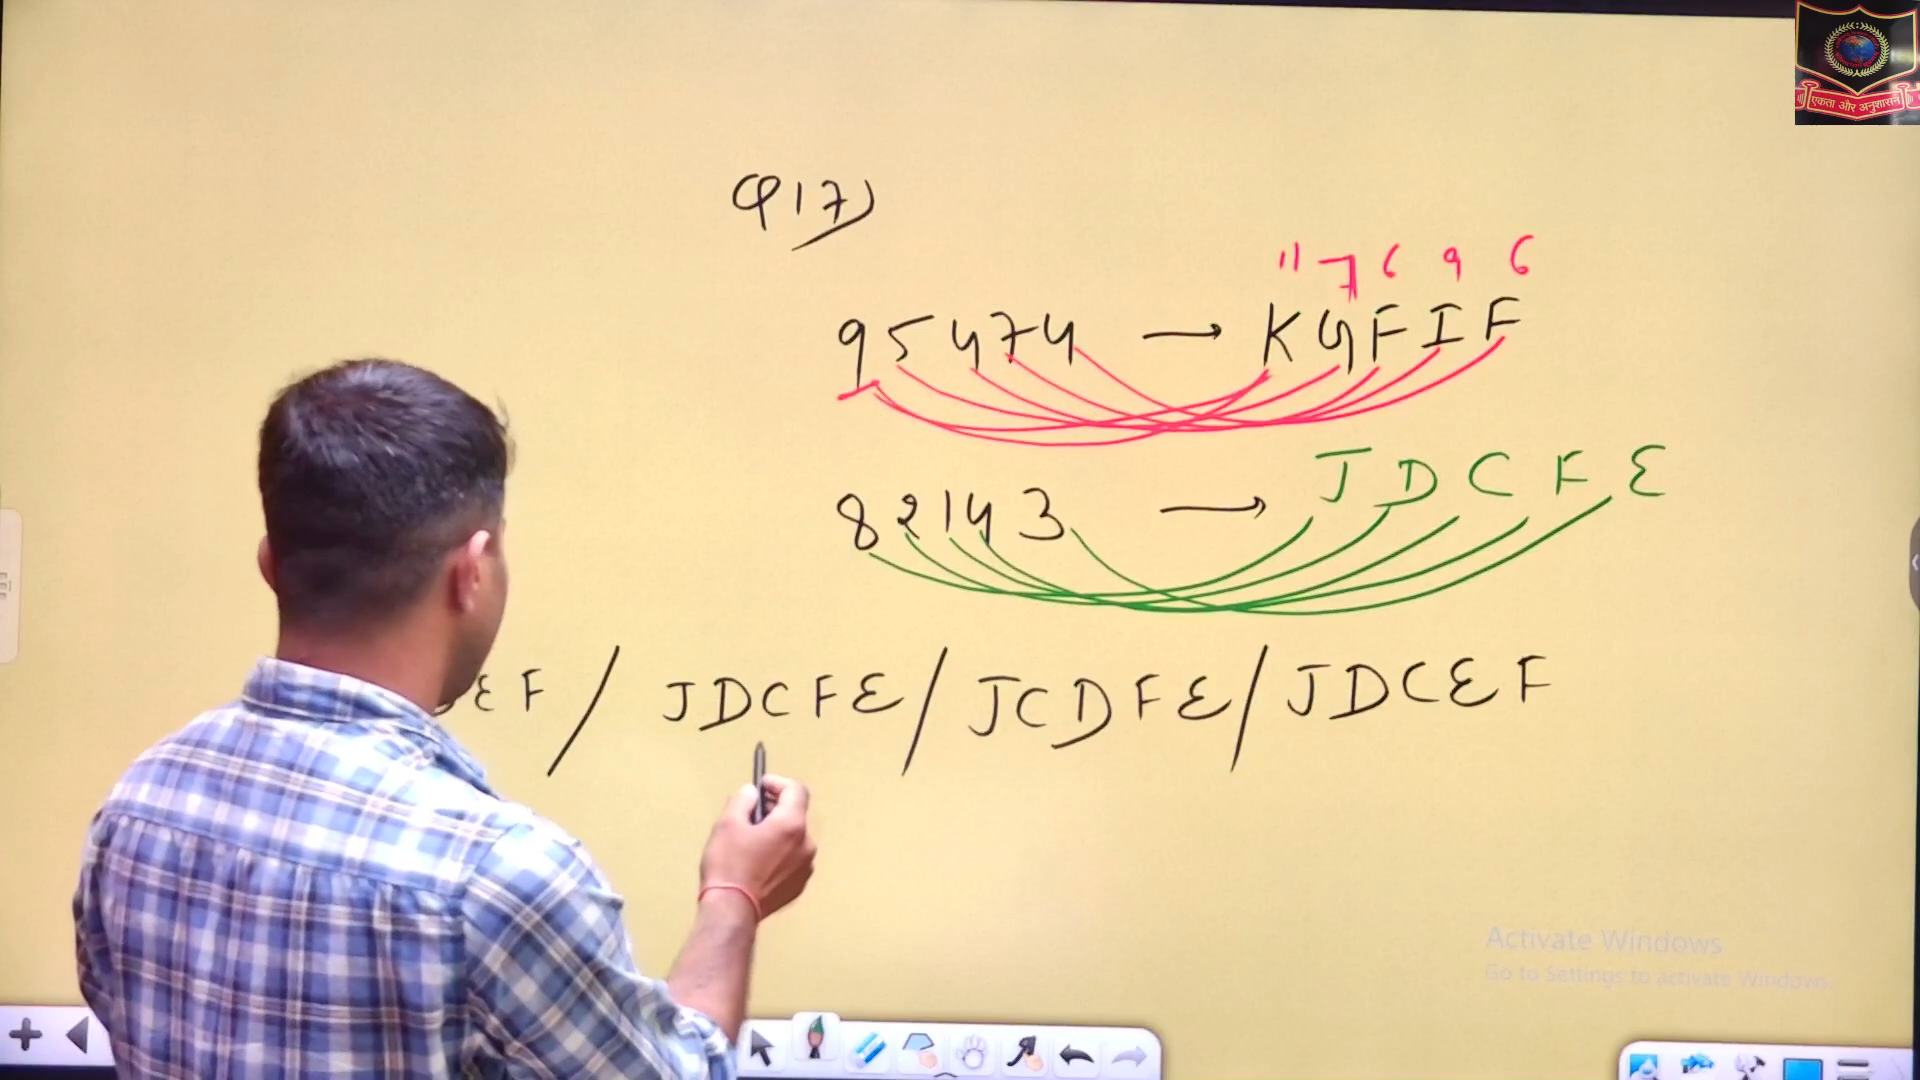 एकता और अनुशासन
Q17)
11 7 6 9 6
95474 → KGFIF
82143 → JDCFE
EF / JDCFE / JCDFE / JDCEF
Activate Windows
Go to Settings to activate Windows.